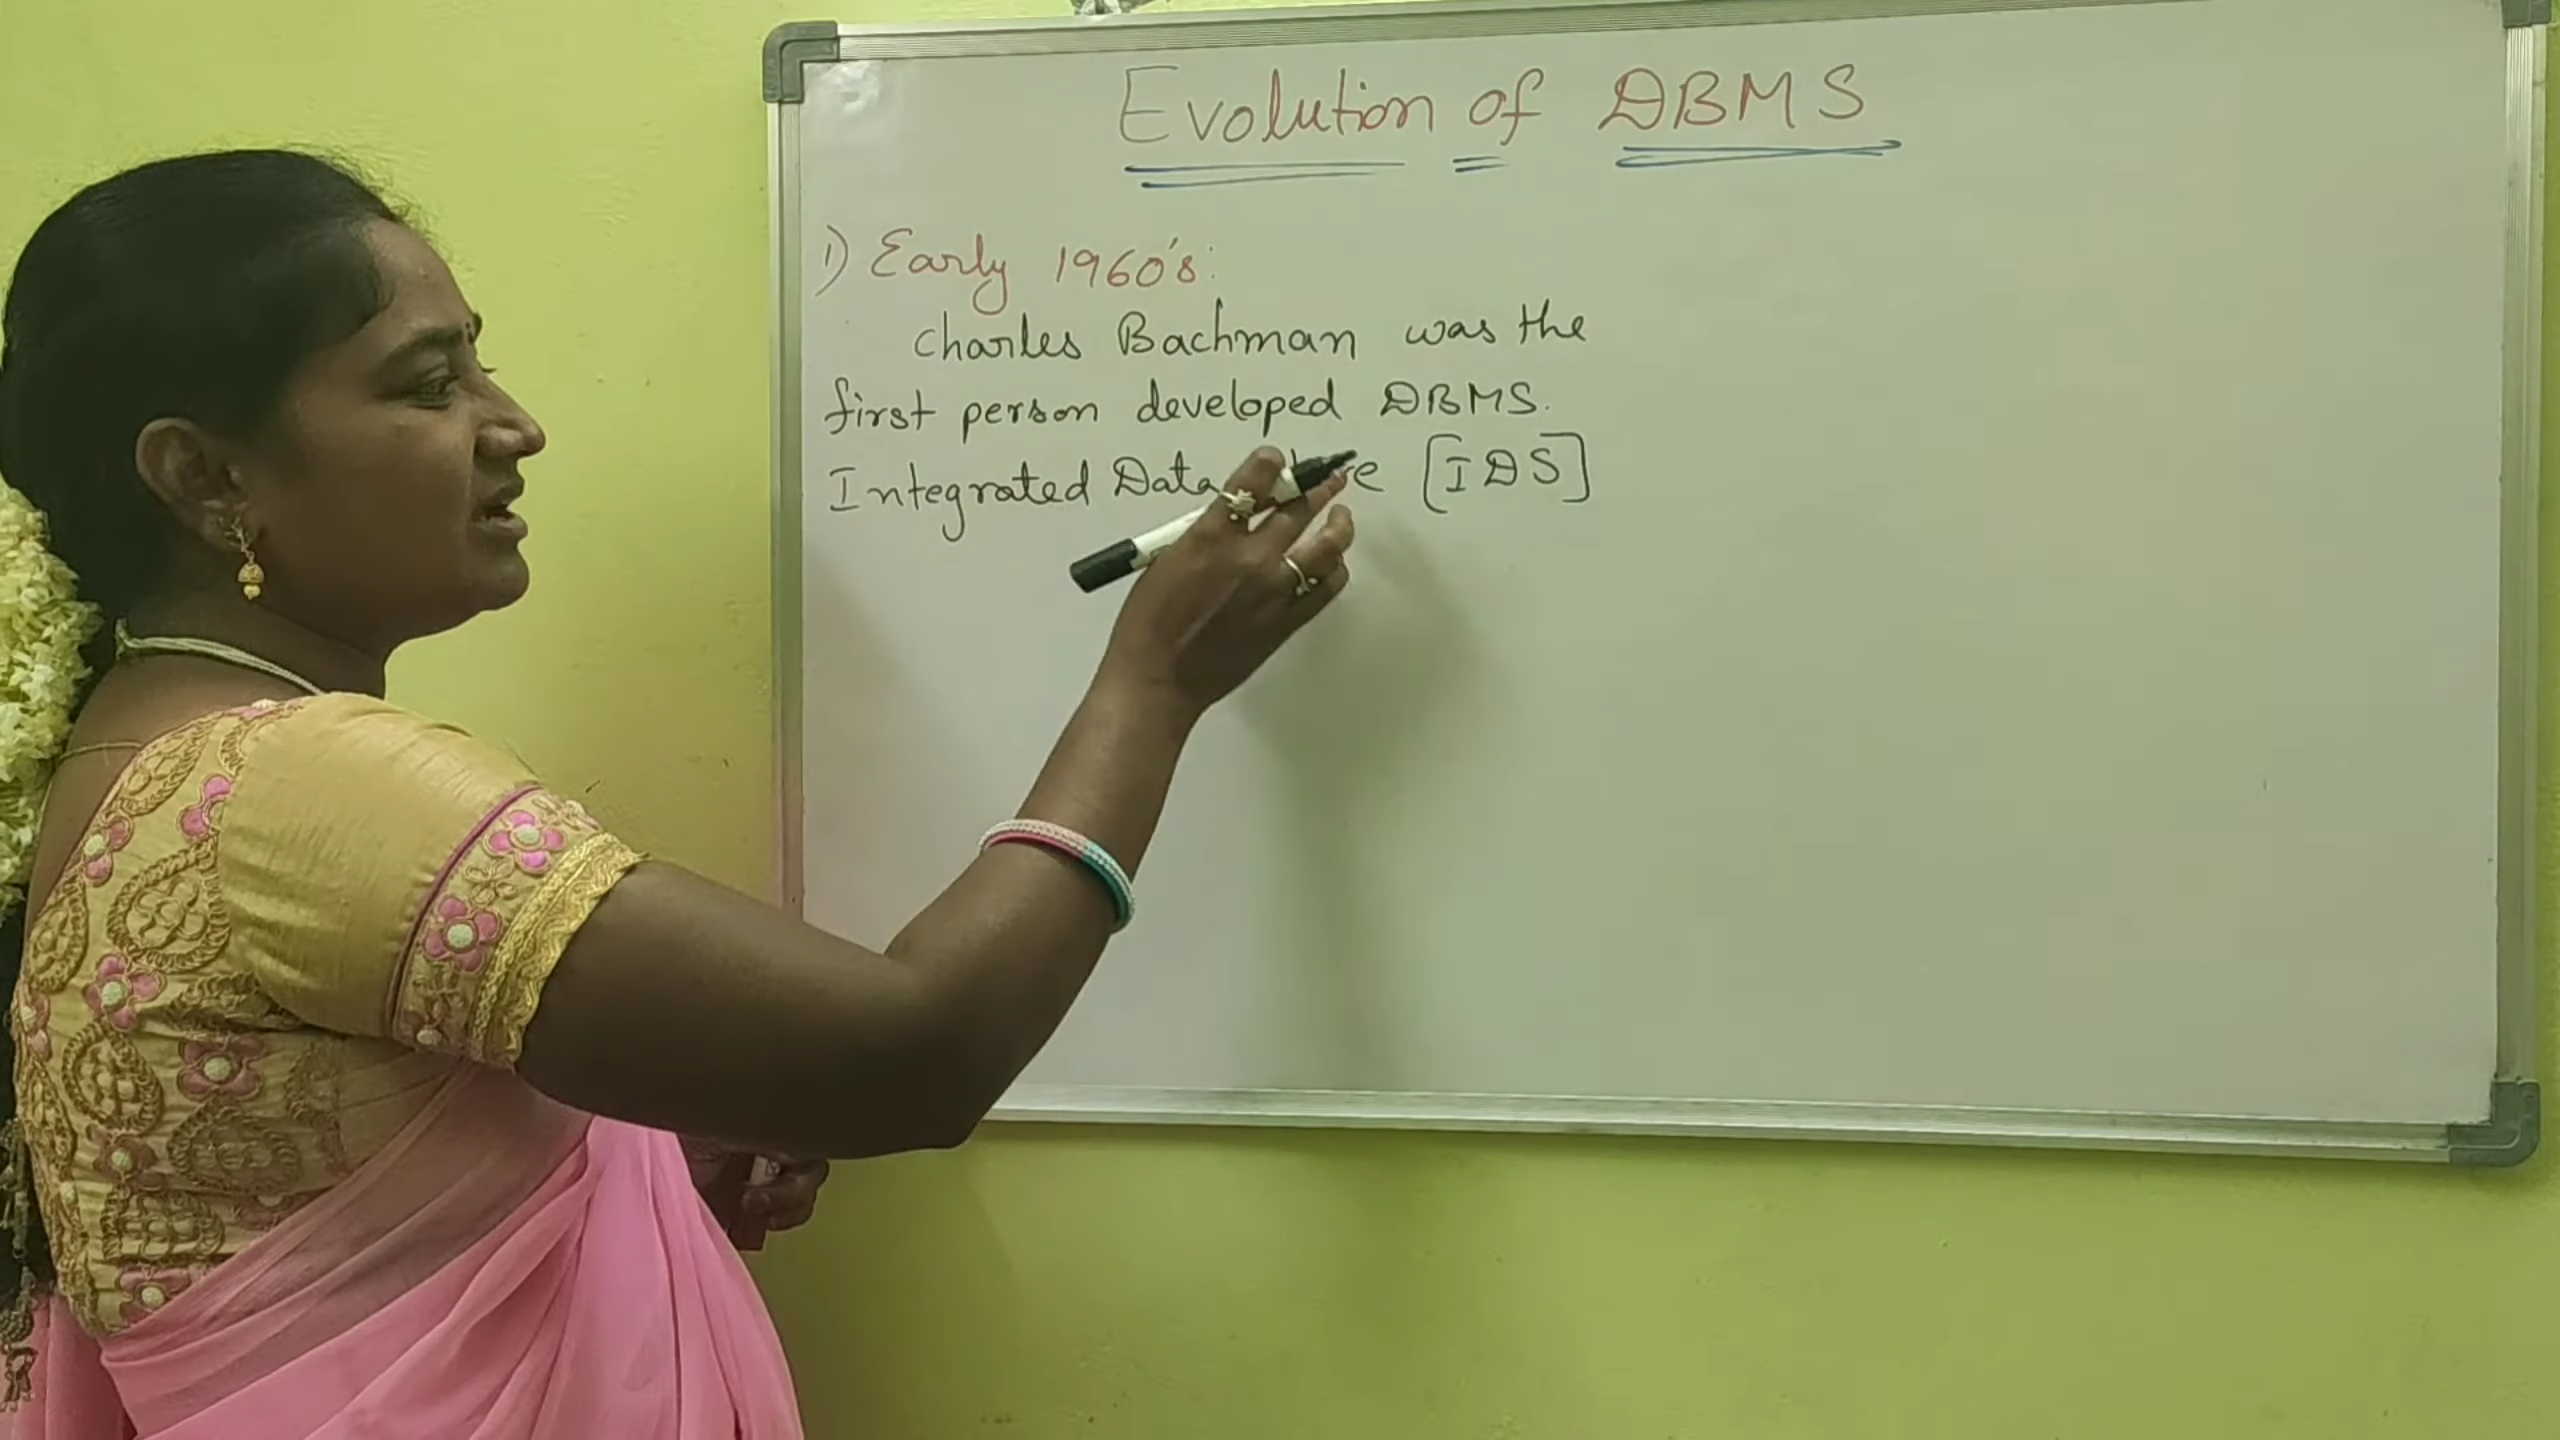 Evolution of DBMS
1) Early 1960's:
Charles Bachman was the
first person developed DBMS.
Integrated Data [IDS]